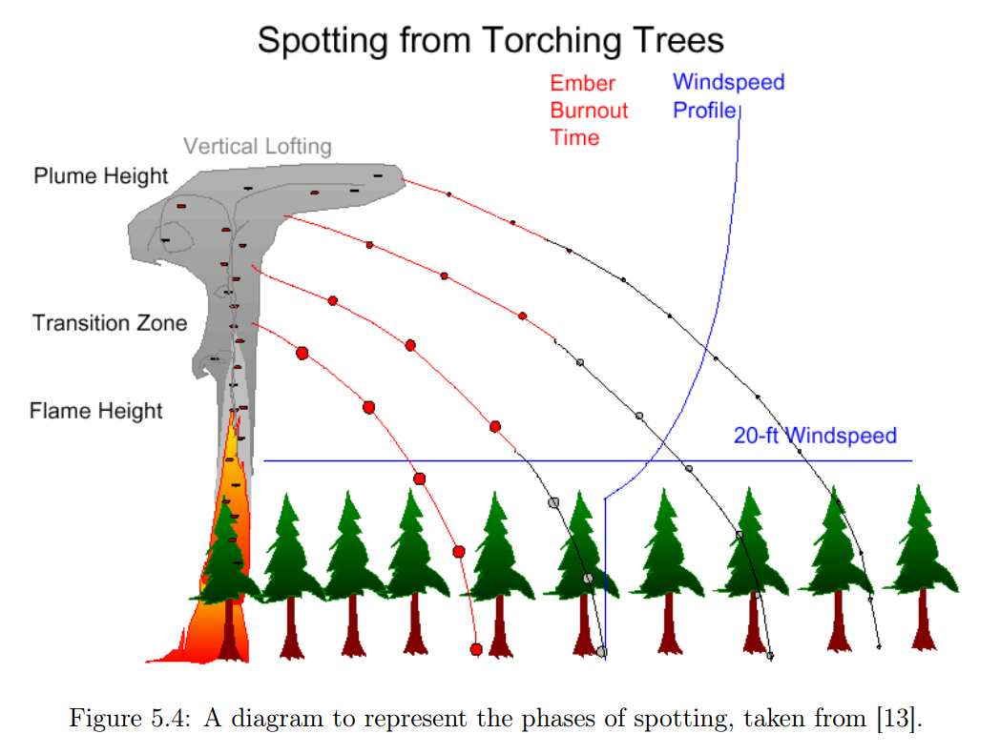 Spotting from Torching Trees
Ember
Burnout
Time
Windspeed
Profile
Vertical Lofting
Plume Height
Transition Zone
Flame Height
20-ft Windspeed
Figure 5.4: A diagram to represent the phases of spotting, taken from [13].